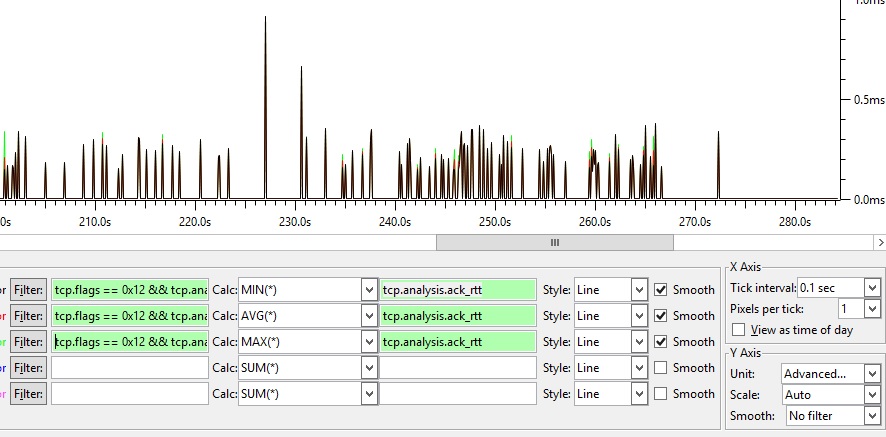 1.0ms
0.5ms
0.0ms
0s 210.0s 220.0s 230.0s 240.0s 250.0s 260.0s 270.0s 280.0s
X Axis
or Filter: tcp.flags == 0x12 && tcp.ana Calc: MIN(*) tcp.analysis.ack_rtt Style: Line Smooth Tick interval: 0.1 sec
or Filter: tcp.flags == 0x12 && tcp.ana Calc: AVG(*) tcp.analysis.ack_rtt Style: Line Smooth Pixels per tick: 1
View as time of day
or Filter: tcp.flags == 0x12 && tcp.ana Calc: MAX(*) tcp.analysis.ack_rtt Style: Line Smooth
Y Axis
or Filter: Calc: SUM(*) Style: Line Smooth Unit: Advanced...
or Filter: Calc: SUM(*) Style: Line Smooth Scale: Auto
Smooth: No filter